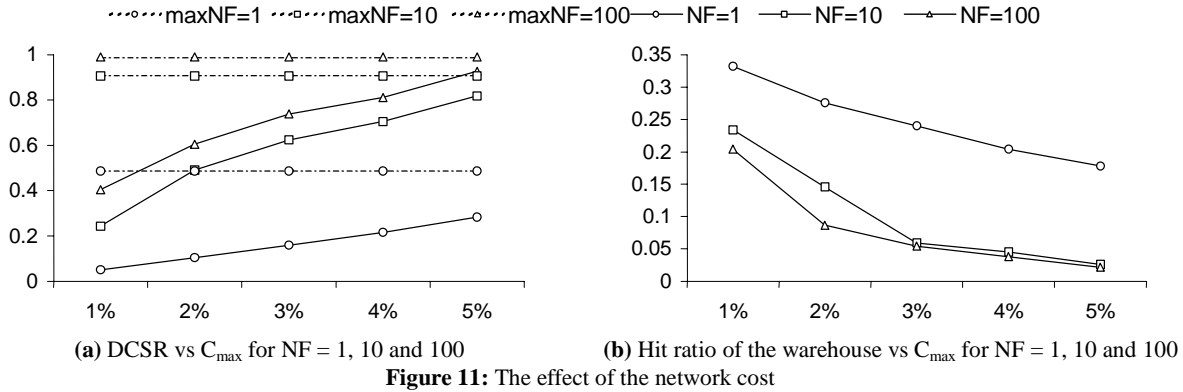 maxNF=1 maxNF=10 maxNF=100 NF=1 NF=10 NF=100
1
0.8
0.6
0.4
0.2
0
1% 2% 3% 4% 5%
(a) DCSR vs Cmax for NF = 1, 10 and 100
0.35
0.3
0.25
0.2
0.15
0.1
0.05
0
1% 2% 3% 4% 5%
(b) Hit ratio of the warehouse vs Cmax for NF = 1, 10 and 100
Figure 11: The effect of the network cost